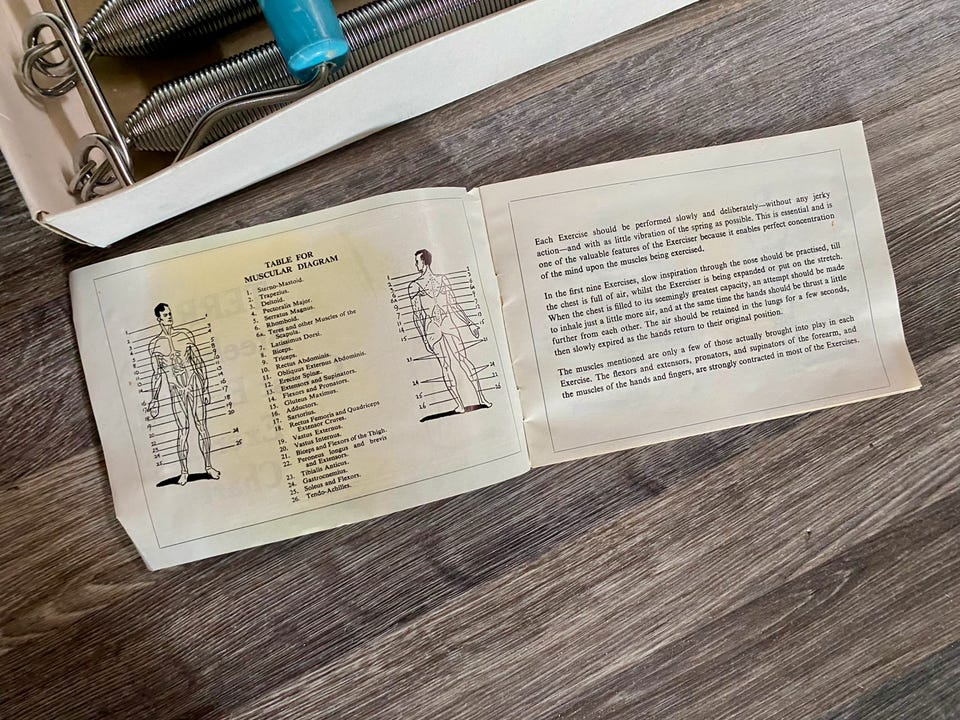 TABLE FOR
MUSCULAR DIAGRAM
1. Sterno-Mastoid.
2. Trapezius.
3. Deltoid.
4. Pectoralis Major.
5. Serratus Magnus.
6. Rhomboid.
6a. Teres and other Muscles of the
Scapula.
7. Latissimus Dorsi.
8. Biceps.
9. Triceps.
10. Rectus Abdominis.
11. Obliquus Externus Abdominis.
12. Erector Spinæ.
13. Extensors and Supinators.
14. Flexors and Pronators.
15. Gluteus Maximus.
16. Adductors.
17. Sartorius.
18. Rectus Femoris and Quadriceps
Extensor Crures.
19. Vastus Externus.
20. Vastus Internus.
21. Biceps and Flexors of the Thigh.
22. Peroneus longus and brevis
and Extensors.
23. Tibialis Anticus.
24. Gastrocnemius.
25. Soleus and Flexors.
26. Tendo-Achilles.
Each Exercise should be performed slowly and deliberately—without any jerky
action—and with as little vibration of the spring as possible. This is essential and is
one of the valuable features of the Exerciser because it enables perfect concentration
of the mind upon the muscles being exercised.
In the first nine Exercises, slow inspiration through the nose should be practised, till
the chest is full of air, whilst the Exerciser is being expanded or put on the stretch.
When the chest is filled to its seemingly greatest capacity, an attempt should be made
to inhale just a little more air, and at the same time the hands should be thrust a little
further from each other. The air should be retained in the lungs for a few seconds,
then slowly expired as the hands return to their original position.
The muscles mentioned are only a few of those actually brought into play in each
Exercise. The flexors and extensors, pronators, and supinators of the forearm, and
the muscles of the hands and fingers, are strongly contracted in most of the Exercises.